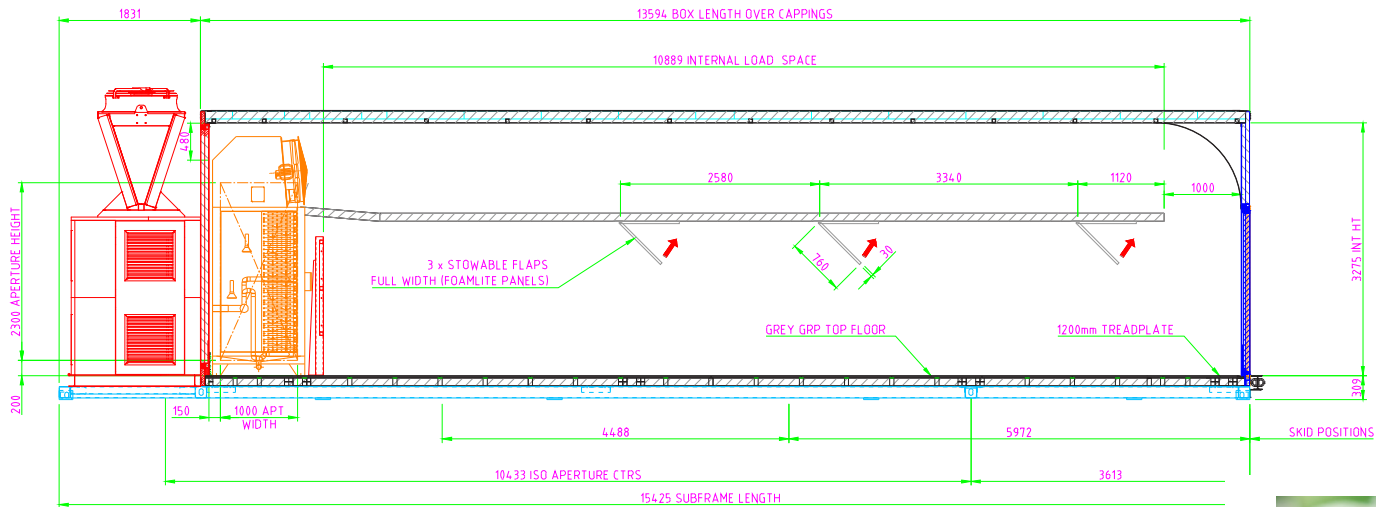 1831
13594 BOX LENGTH OVER CAPPINGS
10889 INTERNAL LOAD SPACE
480
2580
3340
1120
1000
2300 APERTURE HEIGHT
3275 INT HT
3 x STOWABLE FLAPS
FULL WIDTH (FOAMLITE PANELS)
760
30
GREY GRP TOP FLOOR
1200mm TREADPLATE
200
309
150
1000 APT
WIDTH
4488
5972
SKID POSITIONS
10433 ISO APERTURE CTRS
3613
15425 SUBFRAME LENGTH